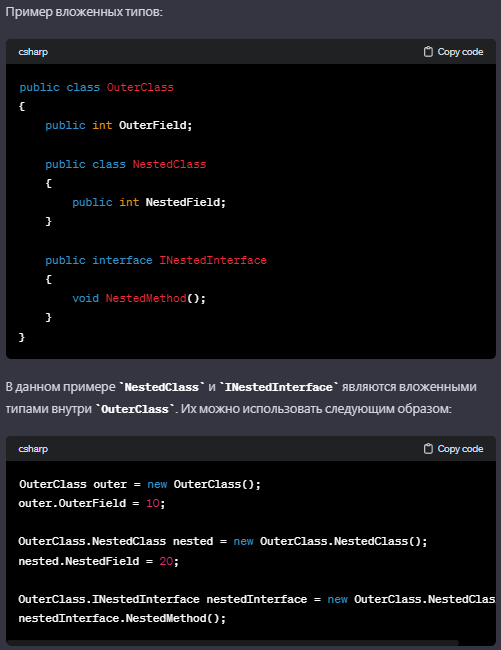 Пример вложенных типов:
csharp
Copy code
public class OuterClass
{
    public int OuterField;
    public class NestedClass
    {
        public int NestedField;
    }
    public interface INestedInterface
    {
        void NestedMethod();
    }
}
В данном примере `NestedClass` и `INestedInterface` являются вложенными
типами внутри `OuterClass`. Их можно использовать следующим образом:
csharp
Copy code
OuterClass outer = new OuterClass();
outer.OuterField = 10;
OuterClass.NestedClass nested = new OuterClass.NestedClass();
nested.NestedField = 20;
OuterClass.INestedInterface nestedInterface = new OuterClass.NestedClas
nestedInterface.NestedMethod();